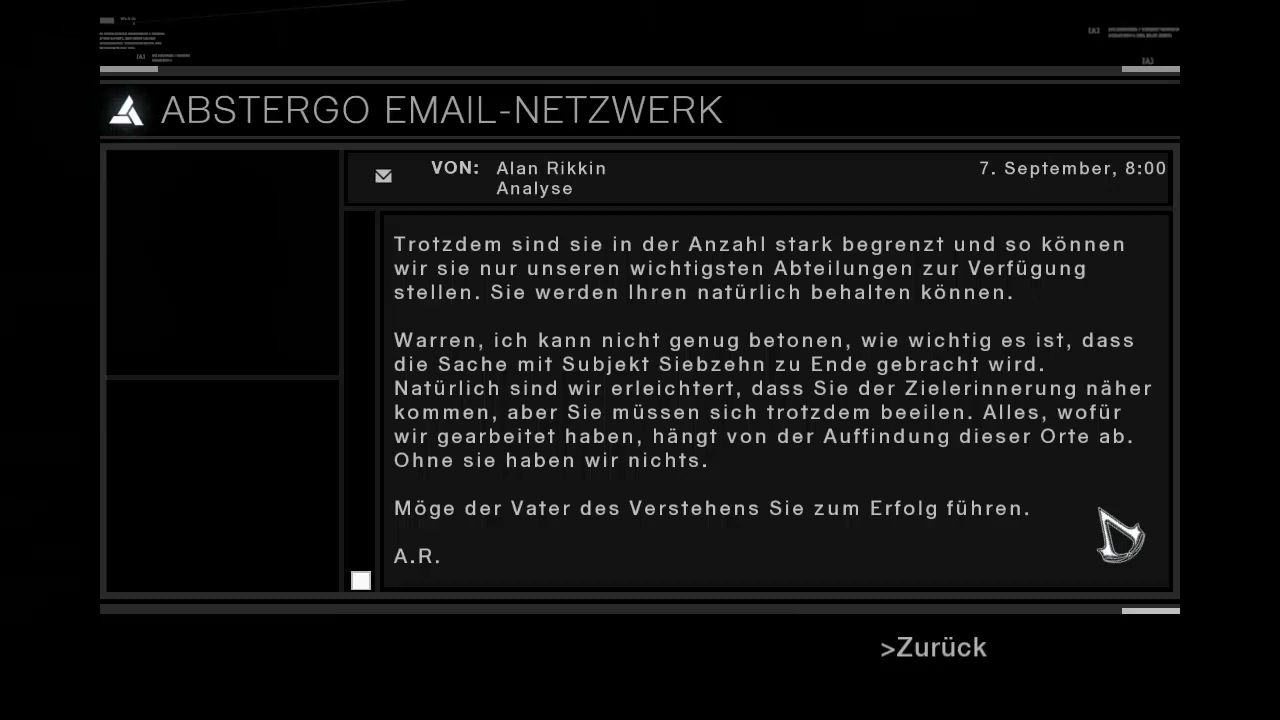 ABSTERGO EMAIL-NETZWERK
VON: Alan Rikkin 7. September, 8:00
Analyse
Trotzdem sind sie in der Anzahl stark begrenzt und so können
wir sie nur unseren wichtigsten Abteilungen zur Verfügung
stellen. Sie werden Ihren natürlich behalten können.
Warren, ich kann nicht genug betonen, wie wichtig es ist, dass
die Sache mit Subjekt Siebzehn zu Ende gebracht wird.
Natürlich sind wir erleichtert, dass Sie der Zielerinnerung näher
kommen, aber Sie müssen sich trotzdem beeilen. Alles, wofür
wir gearbeitet haben, hängt von der Auffindung dieser Orte ab.
Ohne sie haben wir nichts.
Möge der Vater des Verstehens Sie zum Erfolg führen.
A.R.
>Zurück